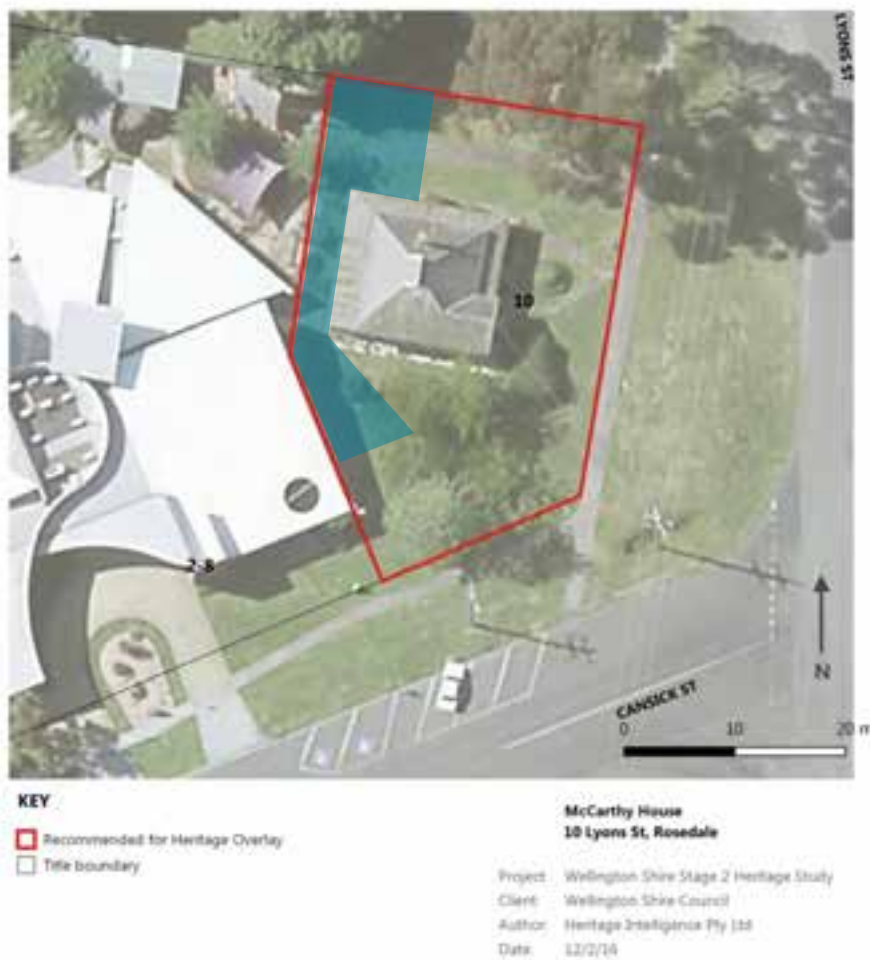 LYONS ST
10
2-8
CANSICK ST
N
0 10 20 m
KEY
Recommended for Heritage Overlay
Title boundary
McCarthy House
10 Lyons St, Rosedale
Project: Wellington Shire Stage 2 Heritage Study
Client: Wellington Shire Council
Author: Heritage Intelligence Pty Ltd
Date: 12/2/16